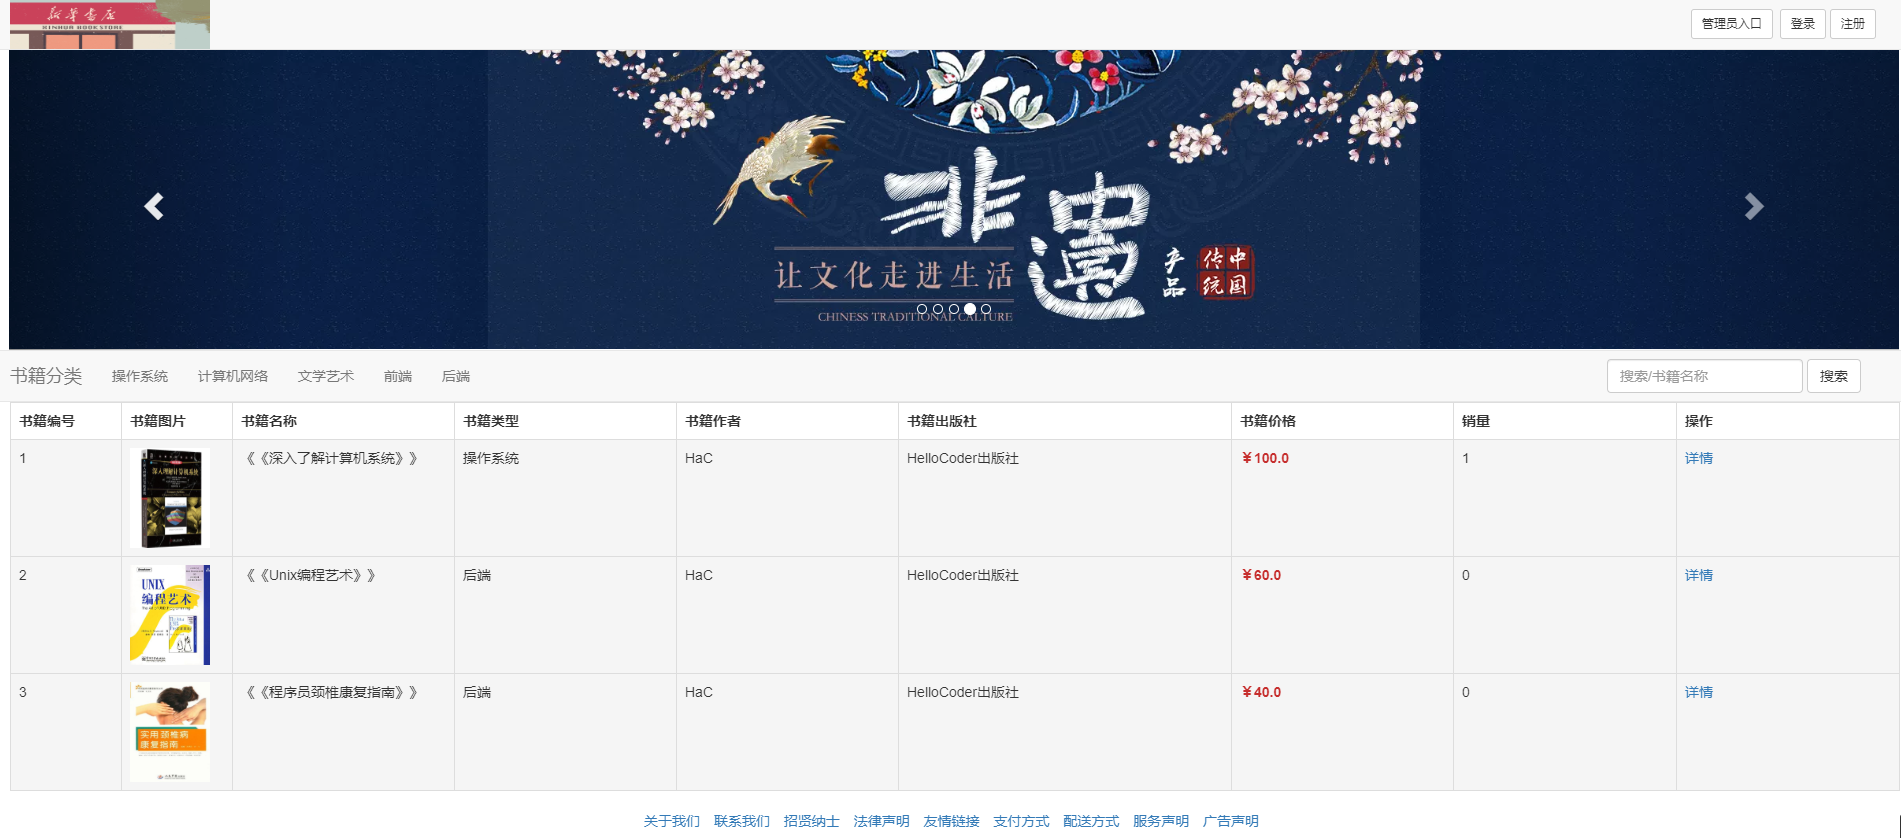 新华书店
XINHUA BOOKSTORE
管理员入口 登录 注册
非遗
让文化走进生活
产品
中国传统
CHINESE TRADITIONAL CALTURE
书籍分类 操作系统 计算机网络 文学艺术 前端 后端 搜索/书籍名称 搜索
书籍编号 书籍图片 书籍名称 书籍类型 书籍作者 书籍出版社 书籍价格 销量 操作
1 《《深入了解计算机系统》》 操作系统 HaC HelloCoder出版社 ¥100.0 1 详情
深入理解计算机系统
2 《《Unix编程艺术》》 后端 HaC HelloCoder出版社 ¥60.0 0 详情
UNIX
编程艺术
3 《《程序员颈椎康复指南》》 后端 HaC HelloCoder出版社 ¥40.0 0 详情
实用颈椎病
康复指南
关于我们 联系我们 招贤纳士 法律声明 友情链接 支付方式 配送方式 服务声明 广告声明